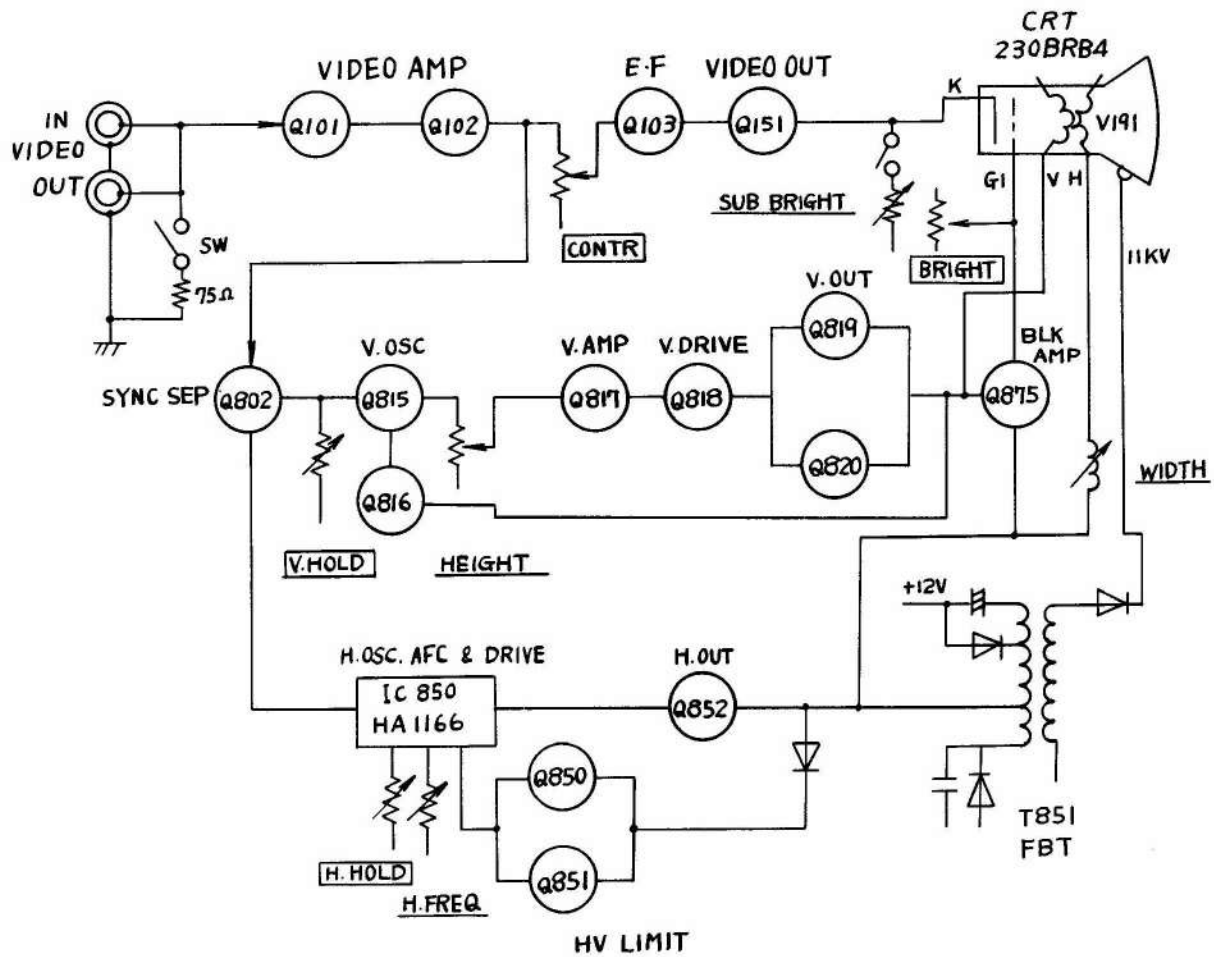 CRT
230BRB4
VIDEO AMP
E·F
VIDEO OUT
K
IN
VIDEO
OUT
Q101
Q102
Q103
Q151
V191
G1
V H
SW
75Ω
CONTR
SUB BRIGHT
BRIGHT
11KV
V.OUT
Q819
SYNC SEP
Q802
V.OSC
Q815
V.AMP
Q817
V.DRIVE
Q818
BLK
AMP
Q875
Q820
Q816
WIDTH
V.HOLD
HEIGHT
+12V
H.OSC. AFC & DRIVE
IC 850
HA1166
H.OUT
Q852
Q850
Q851
H.HOLD
H.FREQ
T851
FBT
HV LIMIT